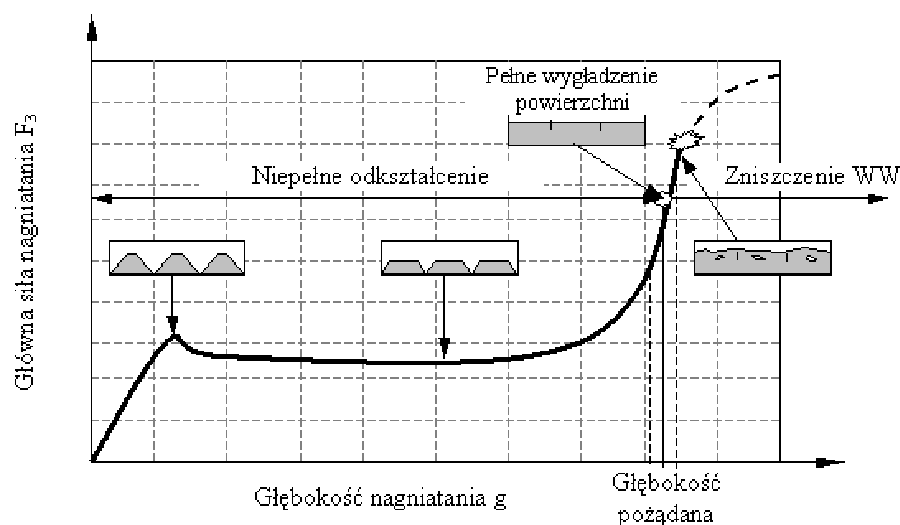 Pełne wygładzenie
powierzchni
Niepełne odkształcenie
Zniszczenie WW
Główna siła nagniatania F₃
Głębokość nagniatania g
Głębokość
pożądana